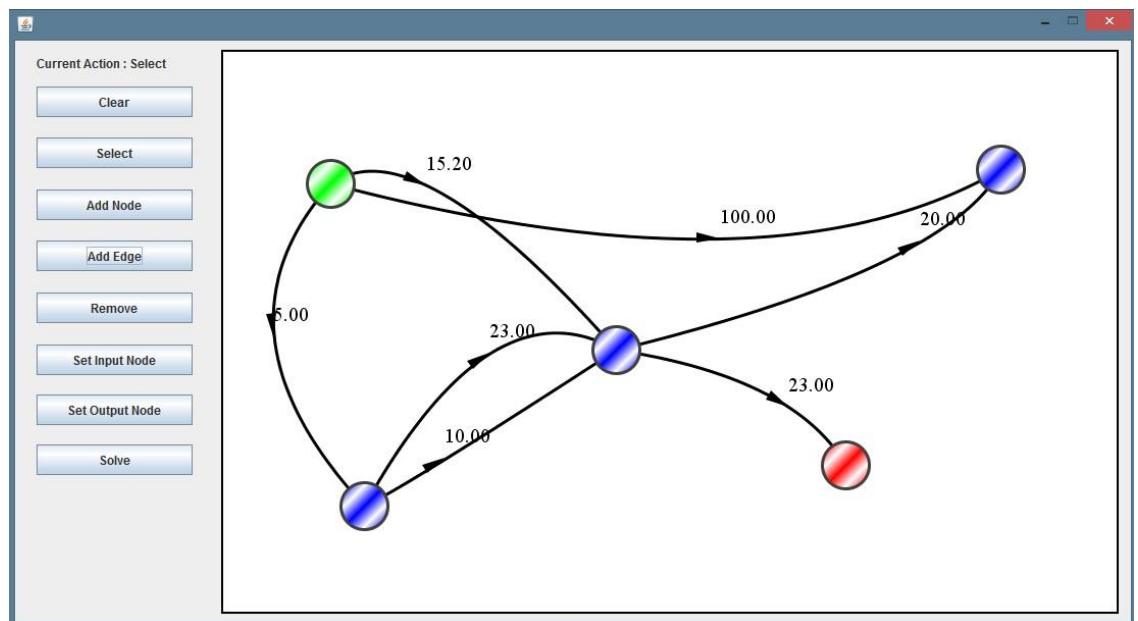 Current Action : Select
Clear
Select
Add Node
Add Edge
Remove
Set Input Node
Set Output Node
Solve
15.20
100.00
20.00
5.00
23.00
23.00
10.00